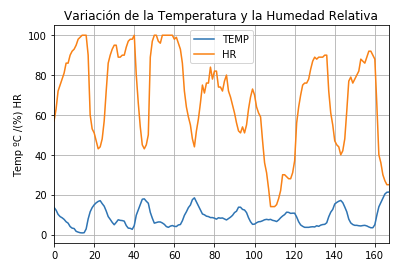 Variación de la Temperatura y la Humedad Relativa
Temp ºC /(%) HR
100
80
60
40
20
0
TEMP
HR
0 20 40 60 80 100 120 140 160